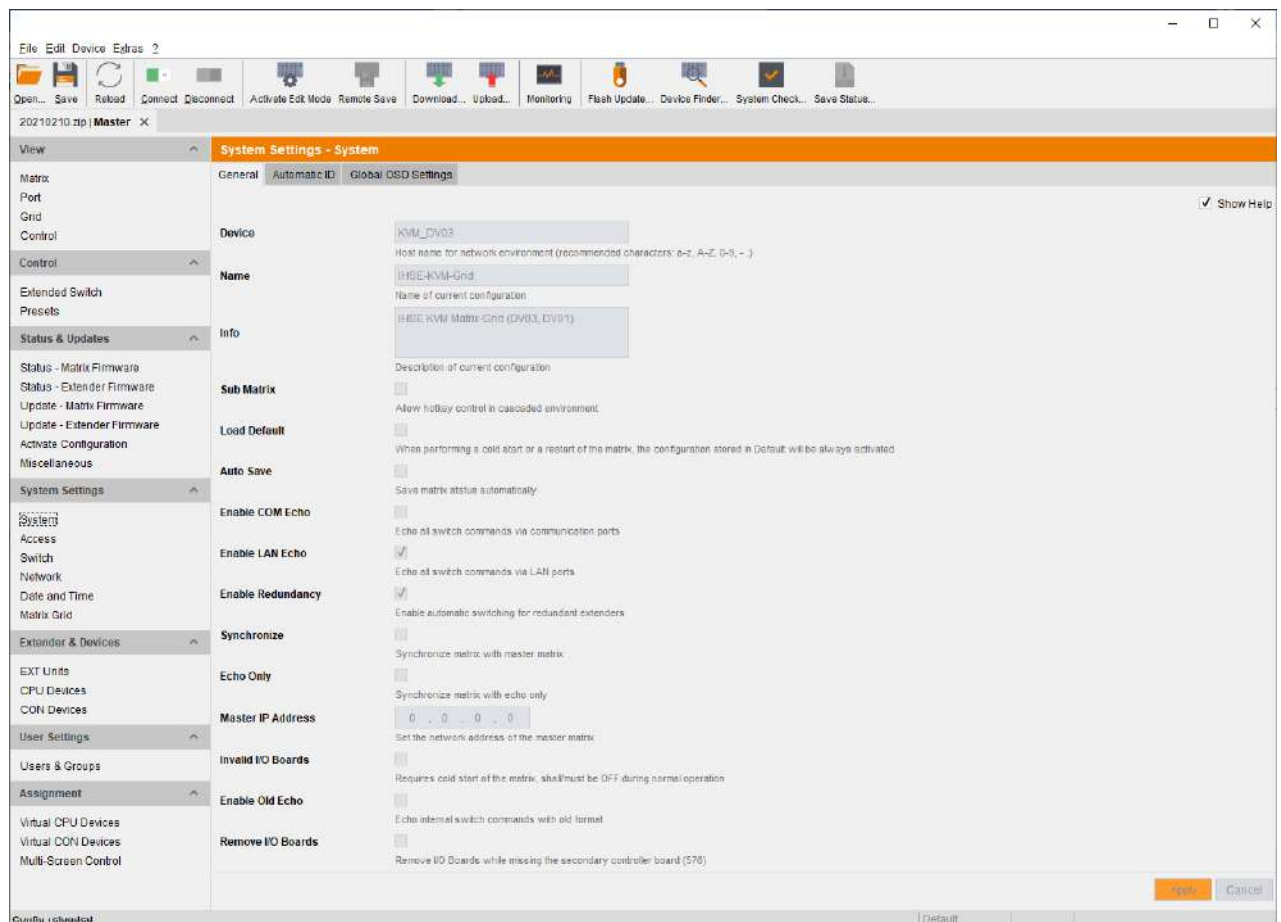 File Edit Device Extras ?
Open... Save Reload Connect Disconnect Activate Edit Mode Remote Save Download... Upload... Monitoring Flash Update... Device Finder... System Check... Save Status...
20210210.zip | Master
View
Matrix
Port
Grid
Control
Control
Extended Switch
Presets
Status & Updates
Status - Matrix Firmware
Status - Extender Firmware
Update - Matrix Firmware
Update - Extender Firmware
Activate Configuration
Miscellaneous
System Settings
System
Access
Switch
Network
Date and Time
Matrix Grid
Extender & Devices
EXT Units
CPU Devices
CON Devices
User Settings
Users & Groups
Assignment
Virtual CPU Devices
Virtual CON Devices
Multi-Screen Control
System Settings - System
General Automatic ID Global OSD Settings
Show Help
Device KVM_DV03
Host name for network environment (recommended characters: a-z, A-Z, 0-9, - .)
Name IHSE-KVM-Grid
Name of current configuration
Info IHSE KVM Matrix-Grid (DV03, DV01)
Description of current configuration
Sub Matrix
Allow hotkey control in cascaded environment
Load Default
When performing a cold start or a restart of the matrix, the configuration stored in Default will be always activated
Auto Save
Save matrix status automatically
Enable COM Echo
Echo all switch commands via communication ports
Enable LAN Echo
Echo all switch commands via LAN ports
Enable Redundancy
Enable automatic switching for redundant extenders
Synchronize
Synchronize matrix with master matrix
Echo Only
Synchronize matrix with echo only
Master IP Address 0 . 0 . 0 . 0
Set the network address of the master matrix
Invalid I/O Boards
Requires cold start of the matrix, shall/must be OFF during normal operation
Enable Old Echo
Echo internal switch commands with old format
Remove I/O Boards
Remove I/O Boards while missing the secondary controller board (576)
Apply Cancel
Default